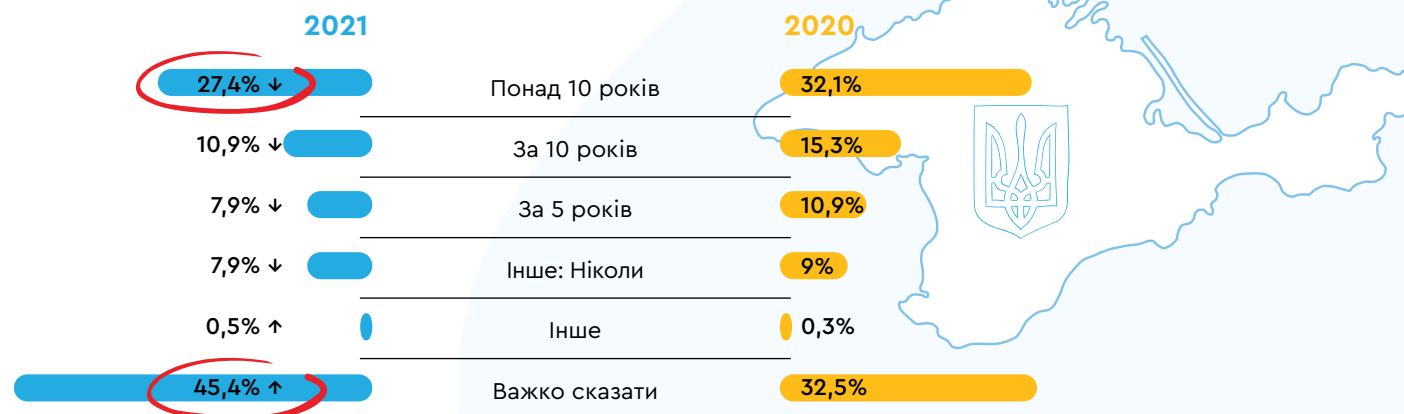 2021 2020
27,4% ↓ Понад 10 років 32,1%
10,9% ↓ За 10 років 15,3%
7,9% ↓ За 5 років 10,9%
7,9% ↓ Інше: Ніколи 9%
0,5% ↑ Інше 0,3%
45,4% ↑ Важко сказати 32,5%